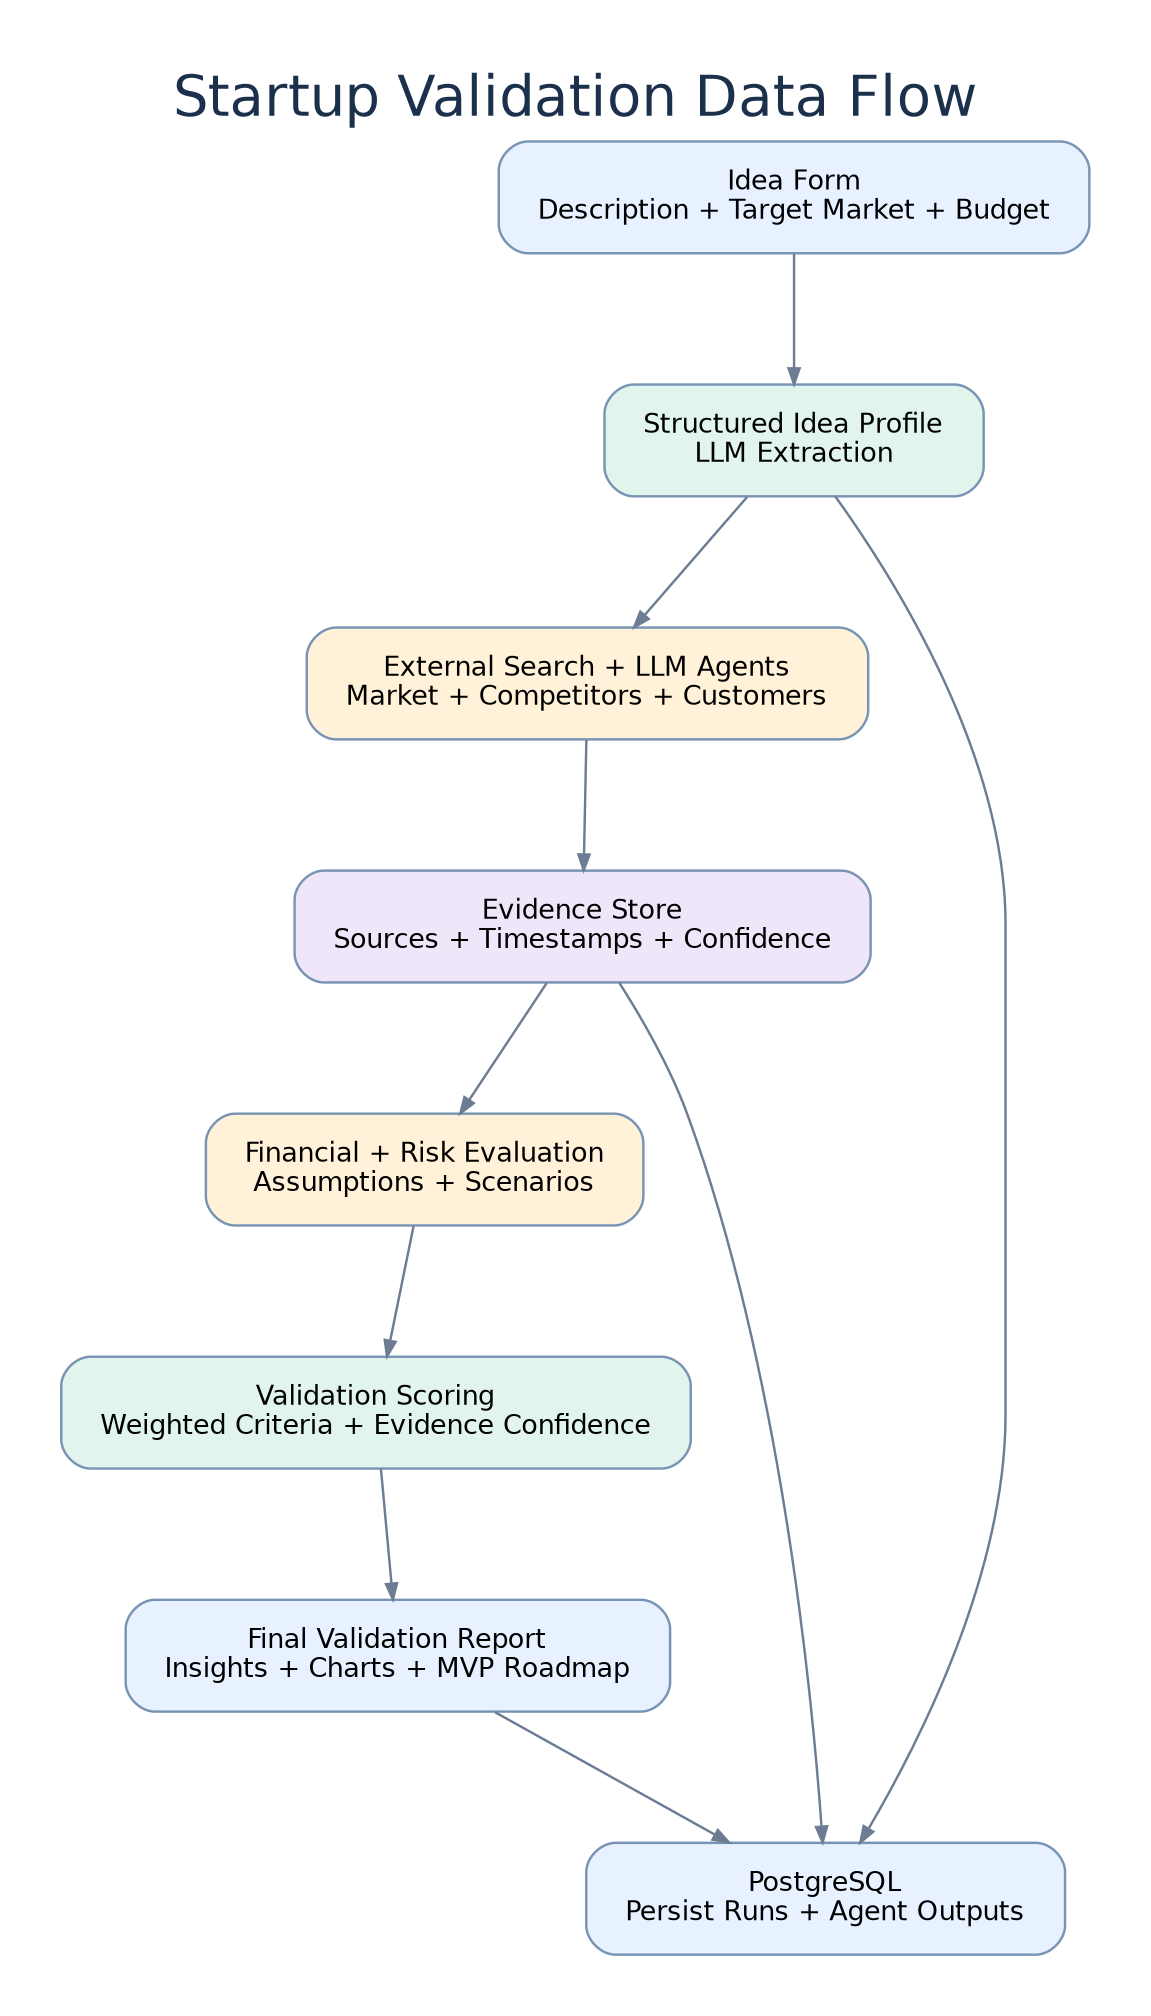 Startup Validation Data Flow
Idea Form
Description + Target Market + Budget
Structured Idea Profile
LLM Extraction
External Search + LLM Agents
Market + Competitors + Customers
Evidence Store
Sources + Timestamps + Confidence
Financial + Risk Evaluation
Assumptions + Scenarios
Validation Scoring
Weighted Criteria + Evidence Confidence
Final Validation Report
Insights + Charts + MVP Roadmap
PostgreSQL
Persist Runs + Agent Outputs